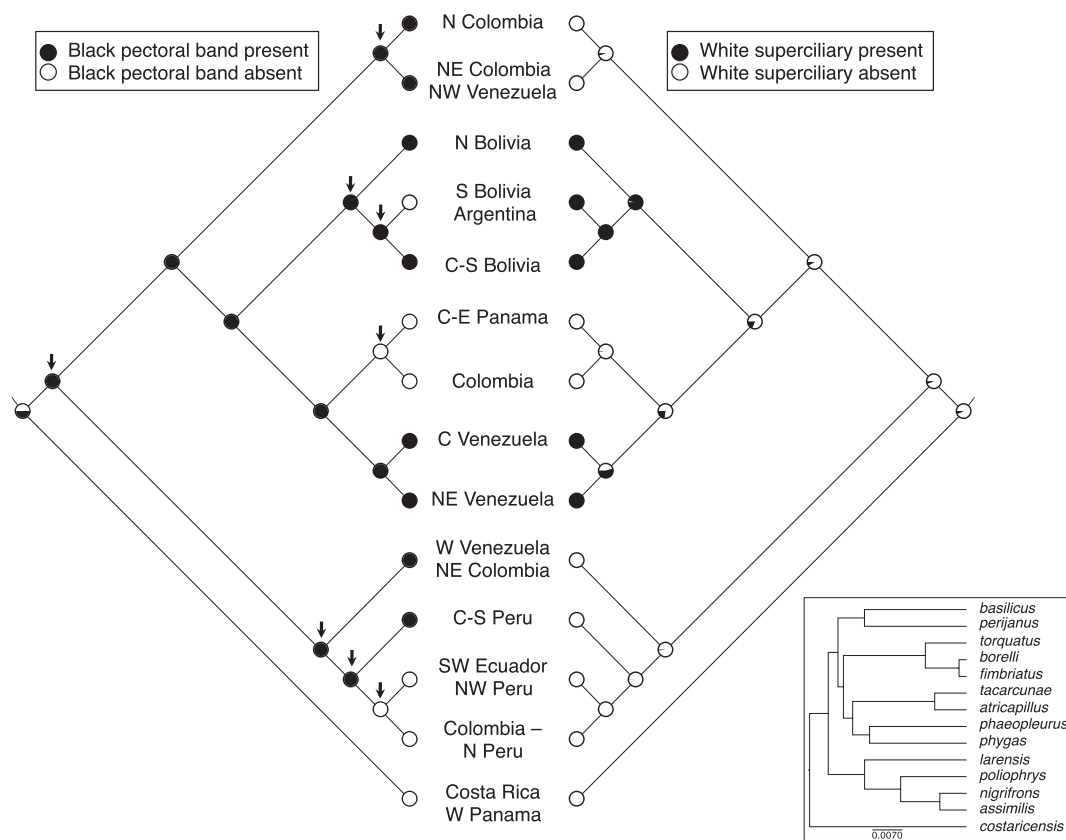 Black pectoral band present
Black pectoral band absent
White superciliary present
White superciliary absent
N Colombia
NE Colombia
NW Venezuela
N Bolivia
S Bolivia
Argentina
C-S Bolivia
C-E Panama
Colombia
C Venezuela
NE Venezuela
W Venezuela
NE Colombia
C-S Peru
SW Ecuador
NW Peru
Colombia –
N Peru
Costa Rica
W Panama
basilicus
perijanus
torquatus
borelli
fimbriatus
tacarcunae
atricapillus
phaeopleurus
phygas
larensis
poliophrys
nigrifrons
assimilis
costaricensis
0.0070